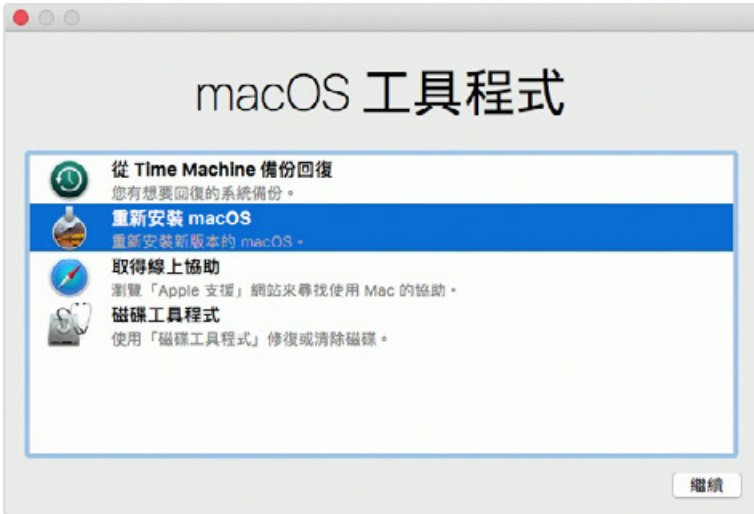 macOS 工具程式
從 Time Machine 備份回復
您有想要回復的系統備份。
重新安裝 macOS
重新安裝新版本的 macOS。
取得線上協助
瀏覽「Apple 支援」網站來尋找使用 Mac 的協助。
磁碟工具程式
使用「磁碟工具程式」修復或清除磁碟。
繼續